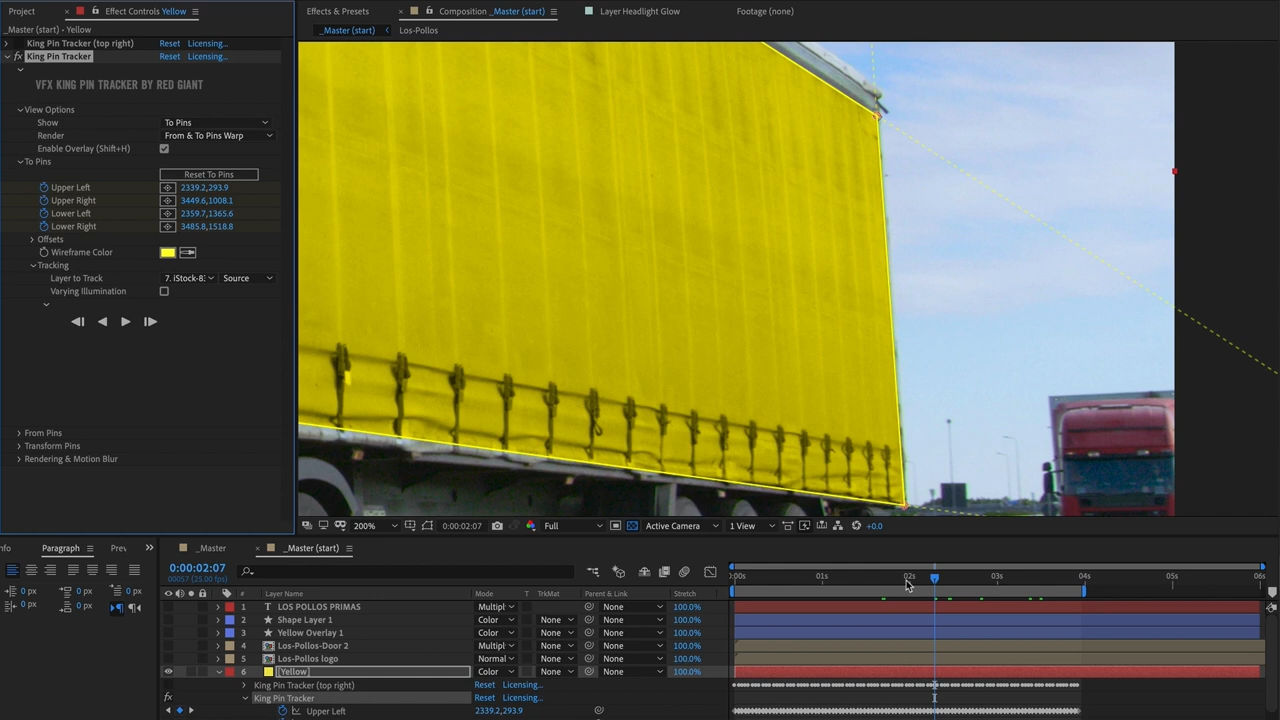 Project
Effect Controls Yellow
_Master (start) • Yellow
King Pin Tracker (top right) Reset Licensing...
fx King Pin Tracker Reset Licensing...
VFX KING PIN TRACKER BY RED GIANT
View Options
Show To Pins
Render From & To Pins Warp
Enable Overlay (Shift+H)
To Pins
Reset To Pins
Upper Left 2339.2,293.9
Upper Right 3449.6,1008.1
Lower Left 2359.7,1365.6
Lower Right 3485.8,1518.8
Offsets
Wireframe Color
Tracking
Layer to Track 7. iStock-8: Source
Varying Illumination
From Pins
Transform Pins
Rendering & Motion Blur
Effects & Presets
Composition _Master (start)
Layer Headlight Glow
Footage (none)
_Master (start)
Los-Pollos
200% 0:00:02:07 Full Active Camera 1 View +0.0
nfo Paragraph Prev
0 px 0 px 0 px
0 px 0 px
_Master
_Master (start)
0:00:02:07
00057 (25.00 fps)
# Layer Name Mode T TrkMat Parent & Link Stretch
:00s 01s 02s 03s 04s 05s 06s
1 T LOS POLLOS PRIMAS Multipl None 100.0%
2 Shape Layer 1 Color None None 100.0%
3 Yellow Overlay 1 Color None None 100.0%
4 Los-Pollos-Door 2 Multipl None None 100.0%
5 Los-Pollos logo Normal None None 100.0%
6 [Yellow] Color None None 100.0%
King Pin Tracker (top right) Reset Licensing...
fx King Pin Tracker Reset Licensing...
Upper Left 2339.2,293.9